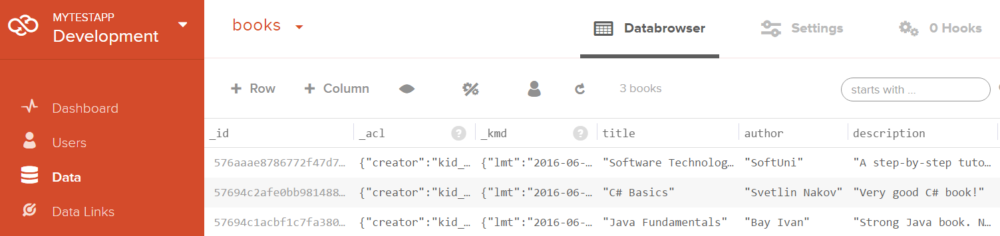 MYTESTAPP
Development
Dashboard
Users
Data
Data Links
books
Databrowser
Settings
0 Hooks
+ Row
+ Column
3 books
starts with ...
_id _acl ? _kmd ? title author description
576aaae8786772f47d7… {"creator":"kid_… {"lmt":"2016-06-… "Software Technolog… "SoftUni" "A step-by-step tuto…
57694c2afe0bb981488… {"creator":"kid_… {"lmt":"2016-06-… "C# Basics" "Svetlin Nakov" "Very good C# book!"
57694c1acbf1c7fa380… {"creator":"kid_… {"lmt":"2016-06-… "Java Fundamentals" "Bay Ivan" "Strong Java book. N…